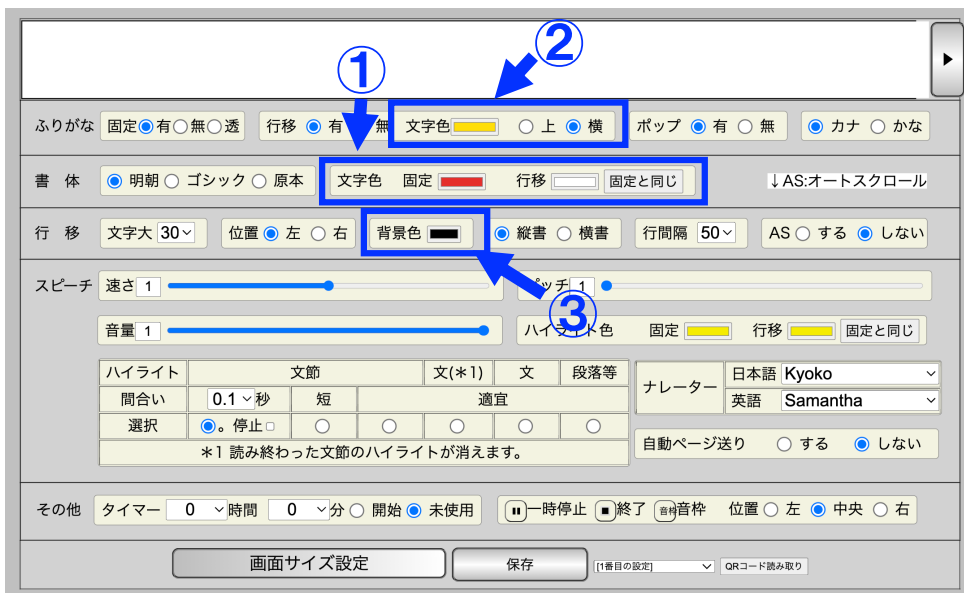 ②
①
ふりがな 固定 有 無 透 行移 有 無 文字色 上 横 ポップ 有 無 カナ かな
書 体 明朝 ゴシック 原本 文字色 固定 行移 固定と同じ ↓AS:オートスクロール
行 移 文字大 30 位置 左 右 背景色 縦書 横書 行間隔 50 AS する しない
スピーチ 速さ 1 ッチ 1
③
音量 1 ハイライト色 固定 行移 固定と同じ
ハイライト 文節 文(*1) 文 段落等
ナレーター 日本語 Kyoko
間合い 0.1 秒 短 適宜
英語 Samantha
選択 。停止
自動ページ送り する しない
*1 読み終わった文節のハイライトが消えます。
その他 タイマー 0 時間 0 分 開始 未使用 一時停止 終了 音枠 音枠 位置 左 中央 右
画面サイズ設定 保存 [1番目の設定] QRコード読み取り